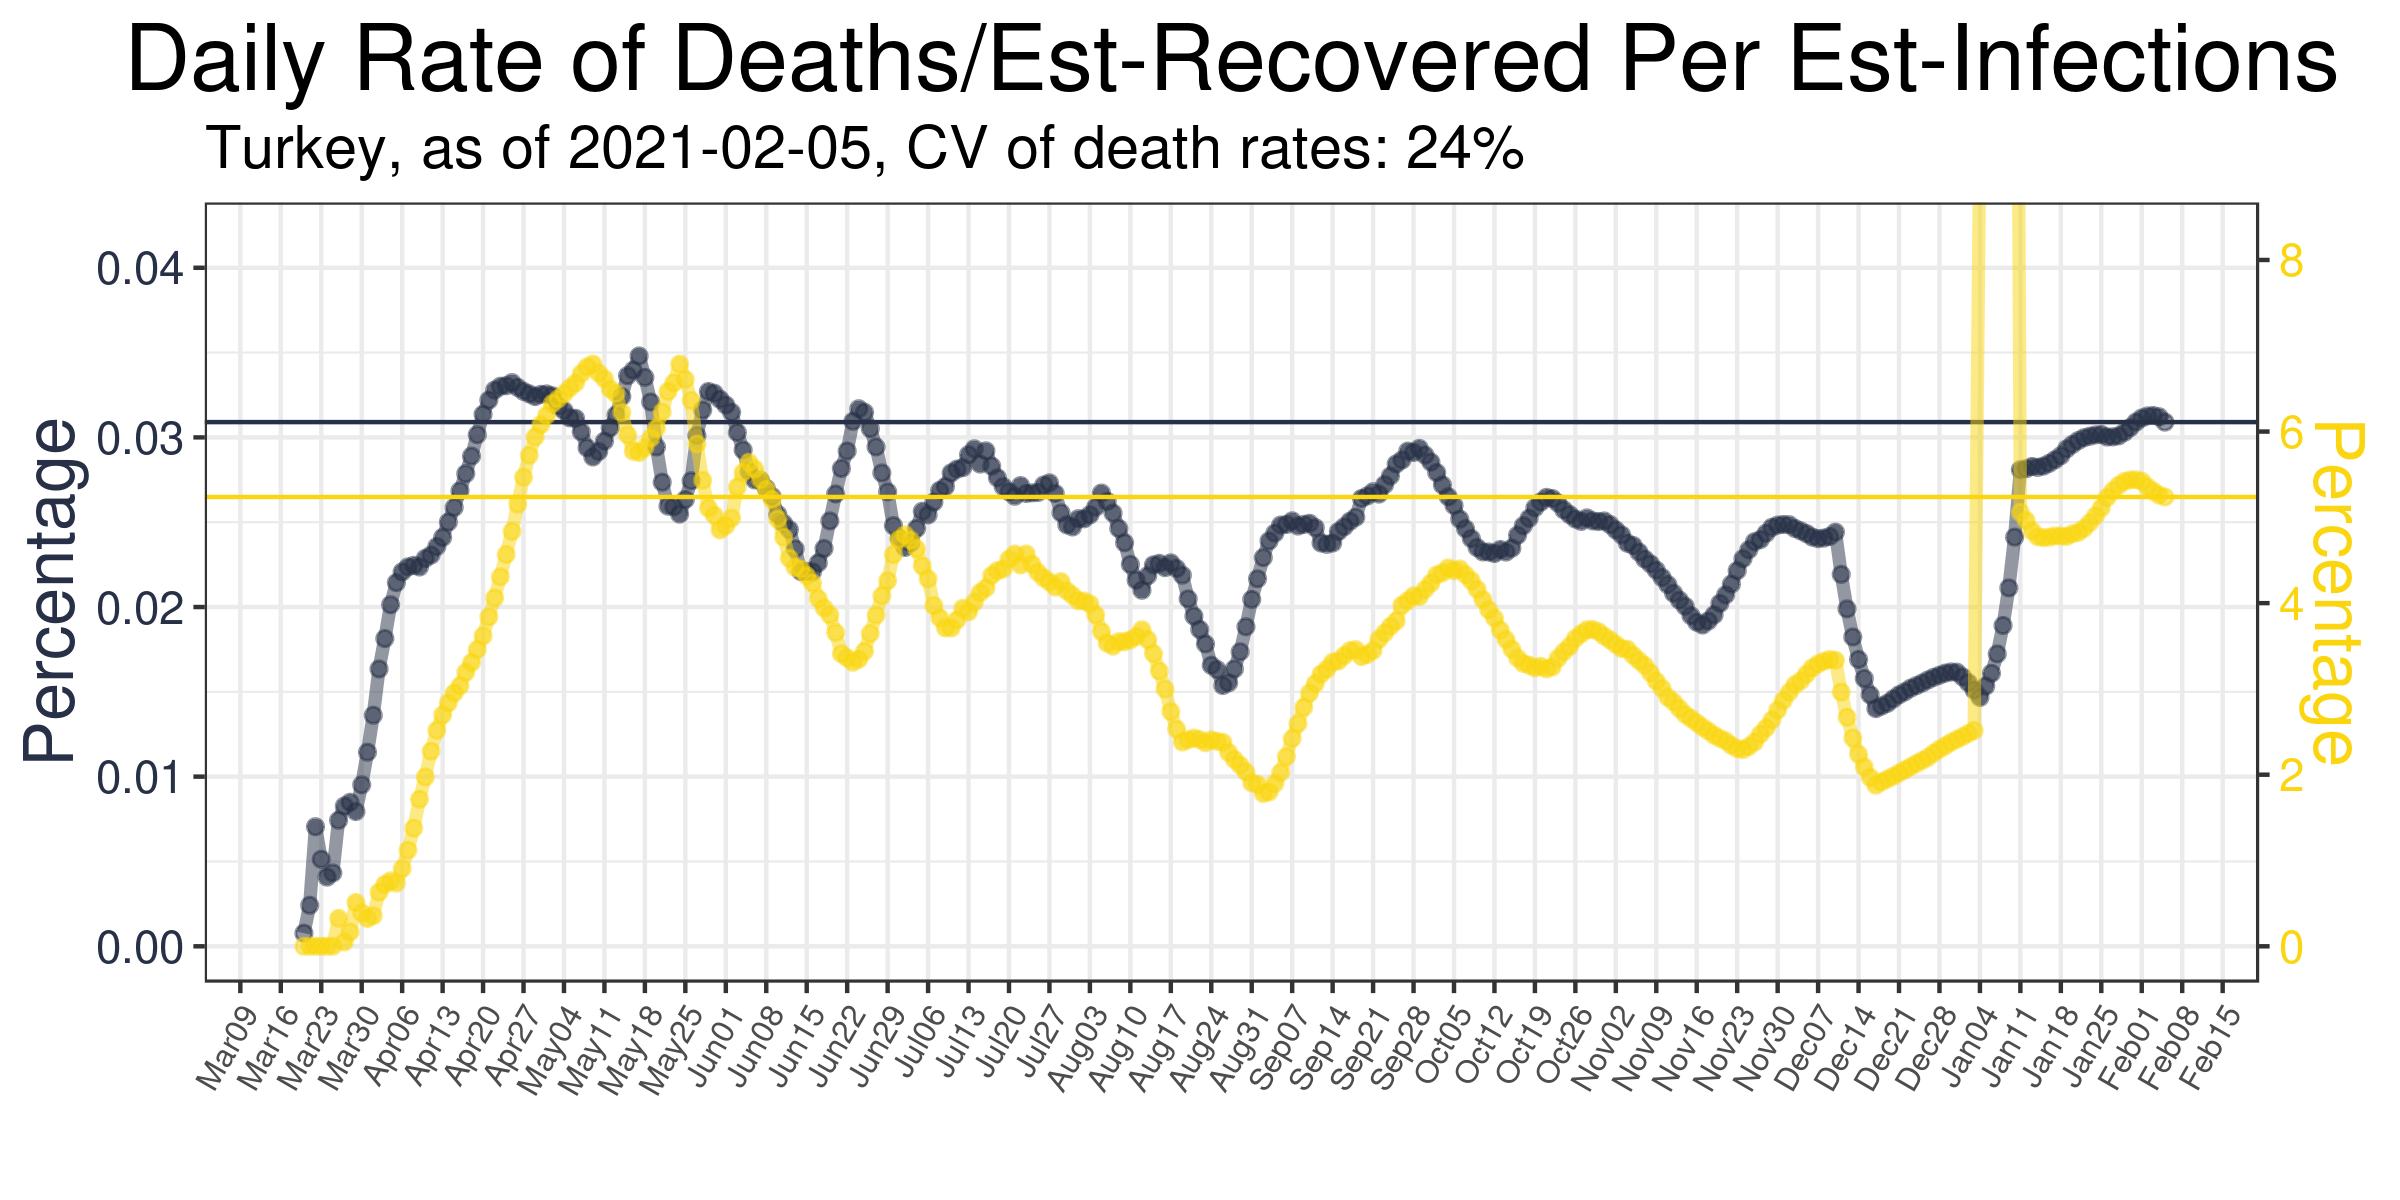 Daily Rate of Deaths/Est-Recovered Per Est-Infections
Turkey, as of 2021-02-05, CV of death rates: 24%
Percentage
0.04
0.03
0.02
0.01
0.00
8
6
4
2
0
Percentage
Mar09
Mar16
Mar23
Mar30
Apr06
Apr13
Apr20
Apr27
May04
May11
May18
May25
Jun01
Jun08
Jun15
Jun22
Jun29
Jul06
Jul13
Jul20
Jul27
Aug03
Aug10
Aug17
Aug24
Aug31
Sep07
Sep14
Sep21
Sep28
Oct05
Oct12
Oct19
Oct26
Nov02
Nov09
Nov16
Nov23
Nov30
Dec07
Dec14
Dec21
Dec28
Jan04
Jan11
Jan18
Jan25
Feb01
Feb08
Feb15